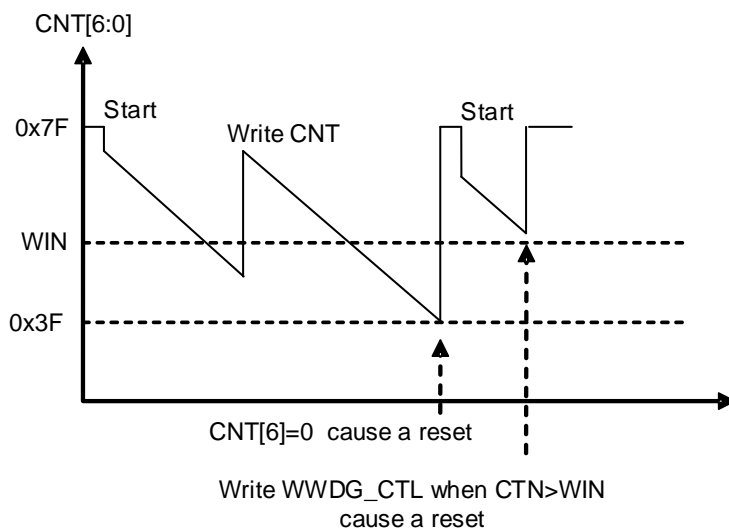 CNT[6:0]
Start
Start
0x7F
Write CNT
WIN
0x3F
CNT[6]=0 cause a reset
Write WWDG_CTL when CTN>WIN
cause a reset